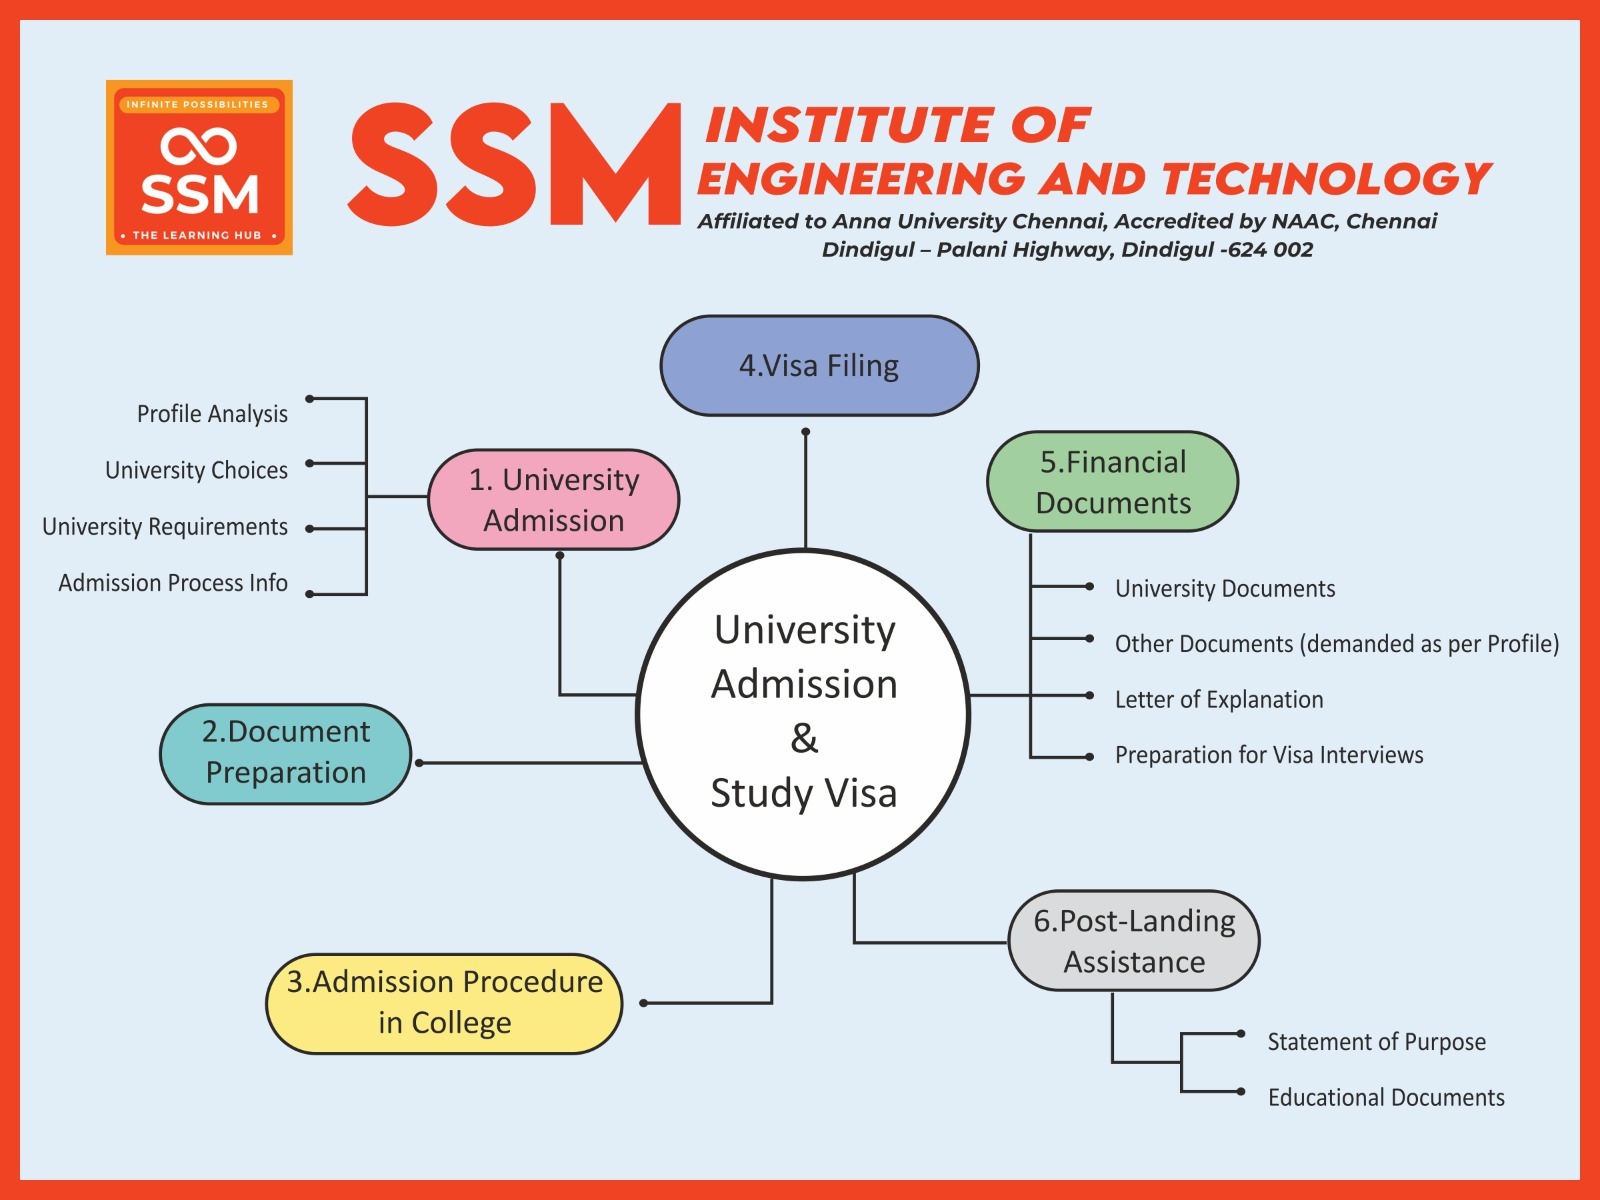 INFINITE POSSIBILITIES
SSM
• THE LEARNING HUB •
SSM
INSTITUTE OF
ENGINEERING AND TECHNOLOGY
Affiliated to Anna University Chennai, Accredited by NAAC, Chennai
Dindigul – Palani Highway, Dindigul -624 002
4.Visa Filing
Profile Analysis
University Choices
University Requirements
Admission Process Info
1. University
Admission
5.Financial
Documents
University Documents
Other Documents (demanded as per Profile)
Letter of Explanation
Preparation for Visa Interviews
University
Admission
&
Study Visa
2.Document
Preparation
3.Admission Procedure
in College
6.Post-Landing
Assistance
Statement of Purpose
Educational Documents